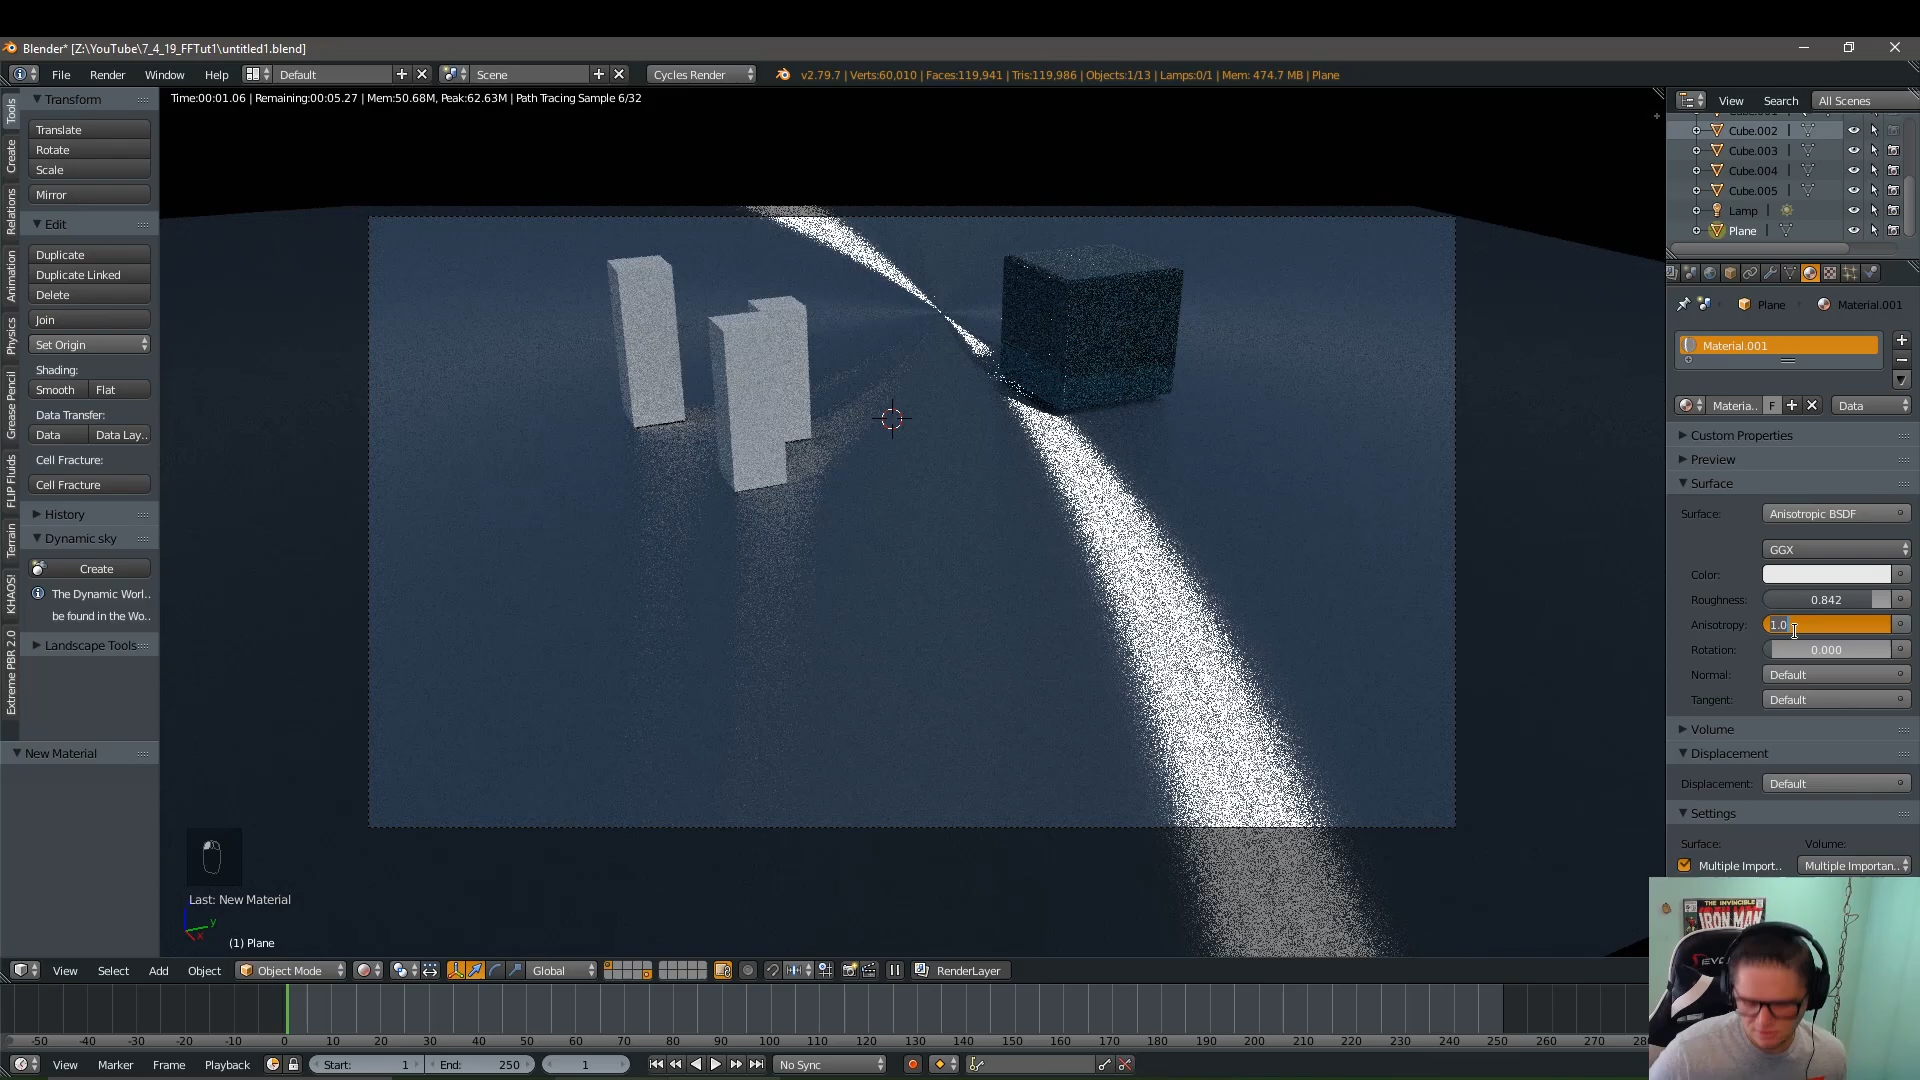 Blender* [Z:\YouTube\7_4_19_FFTut1\untitled1.blend]
File Render Window Help Default Scene Cycles Render v2.79.7 | Verts:60,010 | Faces:119,941 | Tris:119,986 | Objects:1/13 | Lamps:0/1 | Mem: 474.7 MB | Plane
Time:00:01.06 | Remaining:00:05.27 | Mem:50.68M, Peak:62.63M | Path Tracing Sample 6/32
Tools
Create
Relations
Animation
Physics
Grease Pencil
FLIP Fluids
Terrain
KHAOS!
Extreme PBR 2.0
Transform
Translate
Rotate
Scale
Mirror
Edit
Duplicate
Duplicate Linked
Delete
Join
Set Origin
Shading:
Smooth Flat
Data Transfer:
Data Data Lay..
Cell Fracture:
Cell Fracture
History
Dynamic sky
Create
The Dynamic Worl..
be found in the Wo..
Landscape Tools
New Material
Last: New Material
y
x
(1) Plane
View Search All Scenes
Cube.001
Cube.002
Cube.003
Cube.004
Cube.005
Lamp
Plane
Plane Material.001
Material.001
Materia.. F Data
Custom Properties
Preview
Surface
Surface: Anisotropic BSDF
GGX
Color:
Roughness: 0.842
Anisotropy: 1.0
Rotation: 0.000
Normal: Default
Tangent: Default
Volume
Displacement
Displacement: Default
Settings
Surface: Volume:
Multiple Import.. Multiple Importan..
THE INVINCIBLE
IRON MAN
View Select Add Object Object Mode Global RenderLayer
-50 -40 -30 -20 -10 0 10 20 30 40 50 60 70 80 90 100 110 120 130 140 150 160 170 180 190 200 210 220 230 240 250 260 270 28
View Marker Frame Playback Start: 1 End: 250 1 No Sync